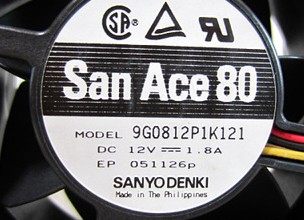 San Ace 80
MODEL 9G0812P1K121
DC 12V⎓1.8A
EP 051126p
SANYO DENKI
Made in The Philippines